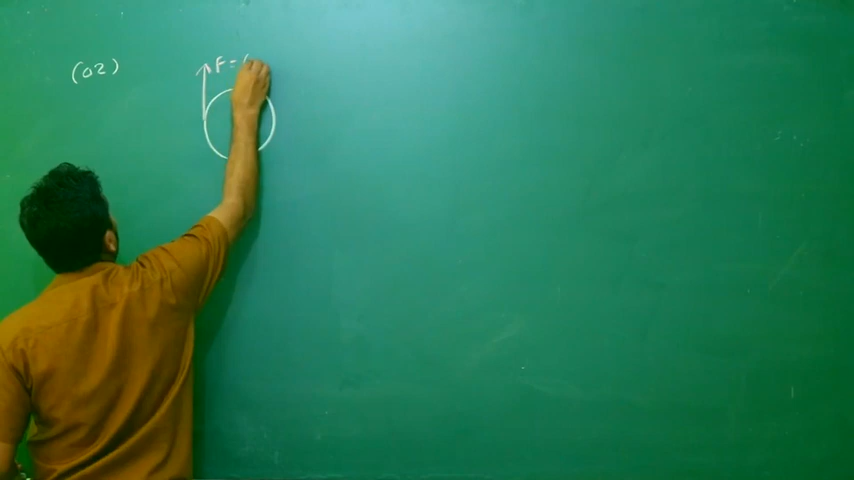 (02)
F = (